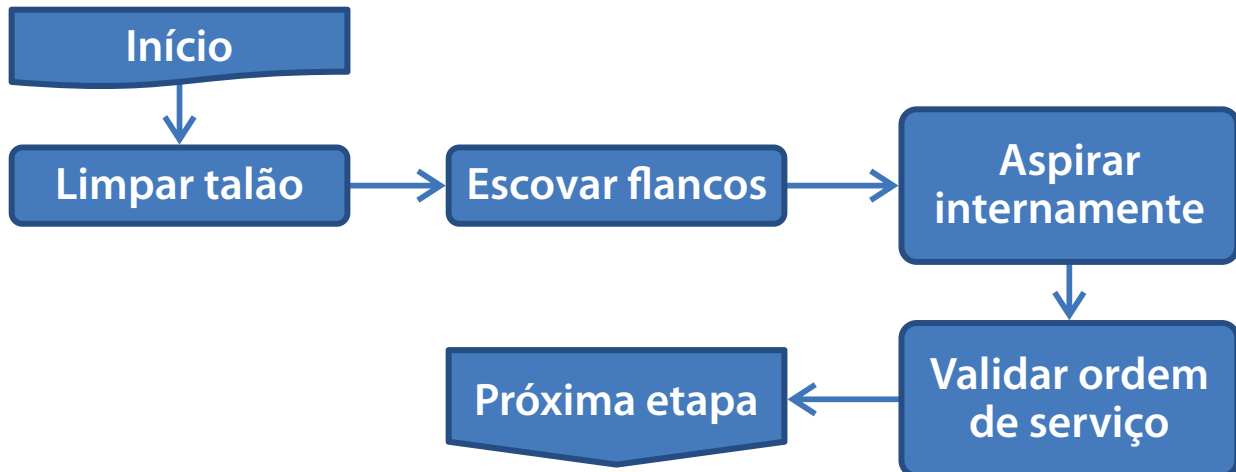 Início
Limpar talão
Escovar flancos
Aspirar
internamente
Validar ordem
de serviço
Próxima etapa